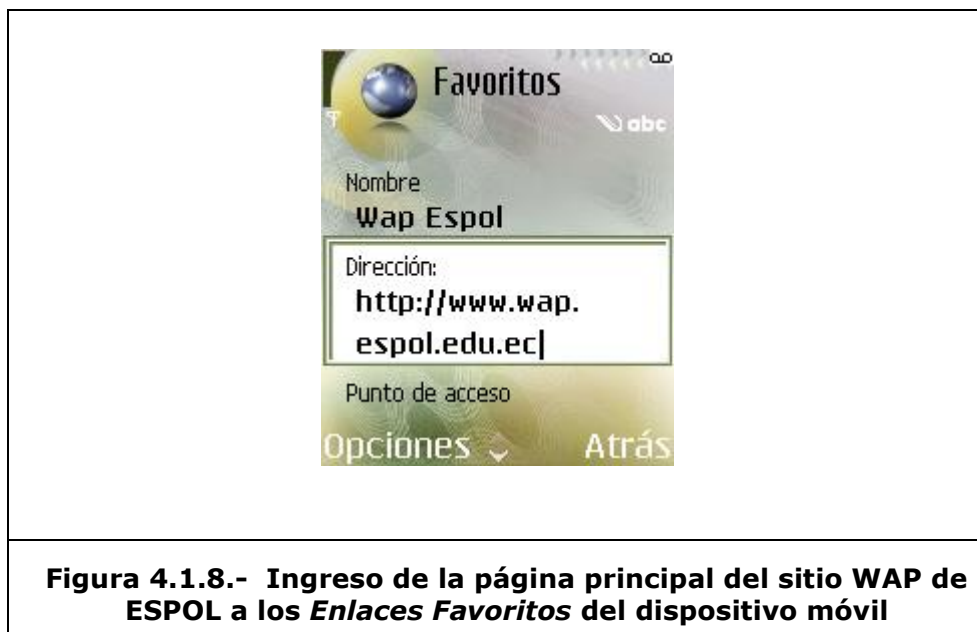 Favoritos
abc
Nombre
Wap Espol
Dirección:
http://www.wap.
espol.edu.ec
Punto de acceso
Opciones
Atrás
Figura 4.1.8.- Ingreso de la página principal del sitio WAP de
ESPOL a los Enlaces Favoritos del dispositivo móvil